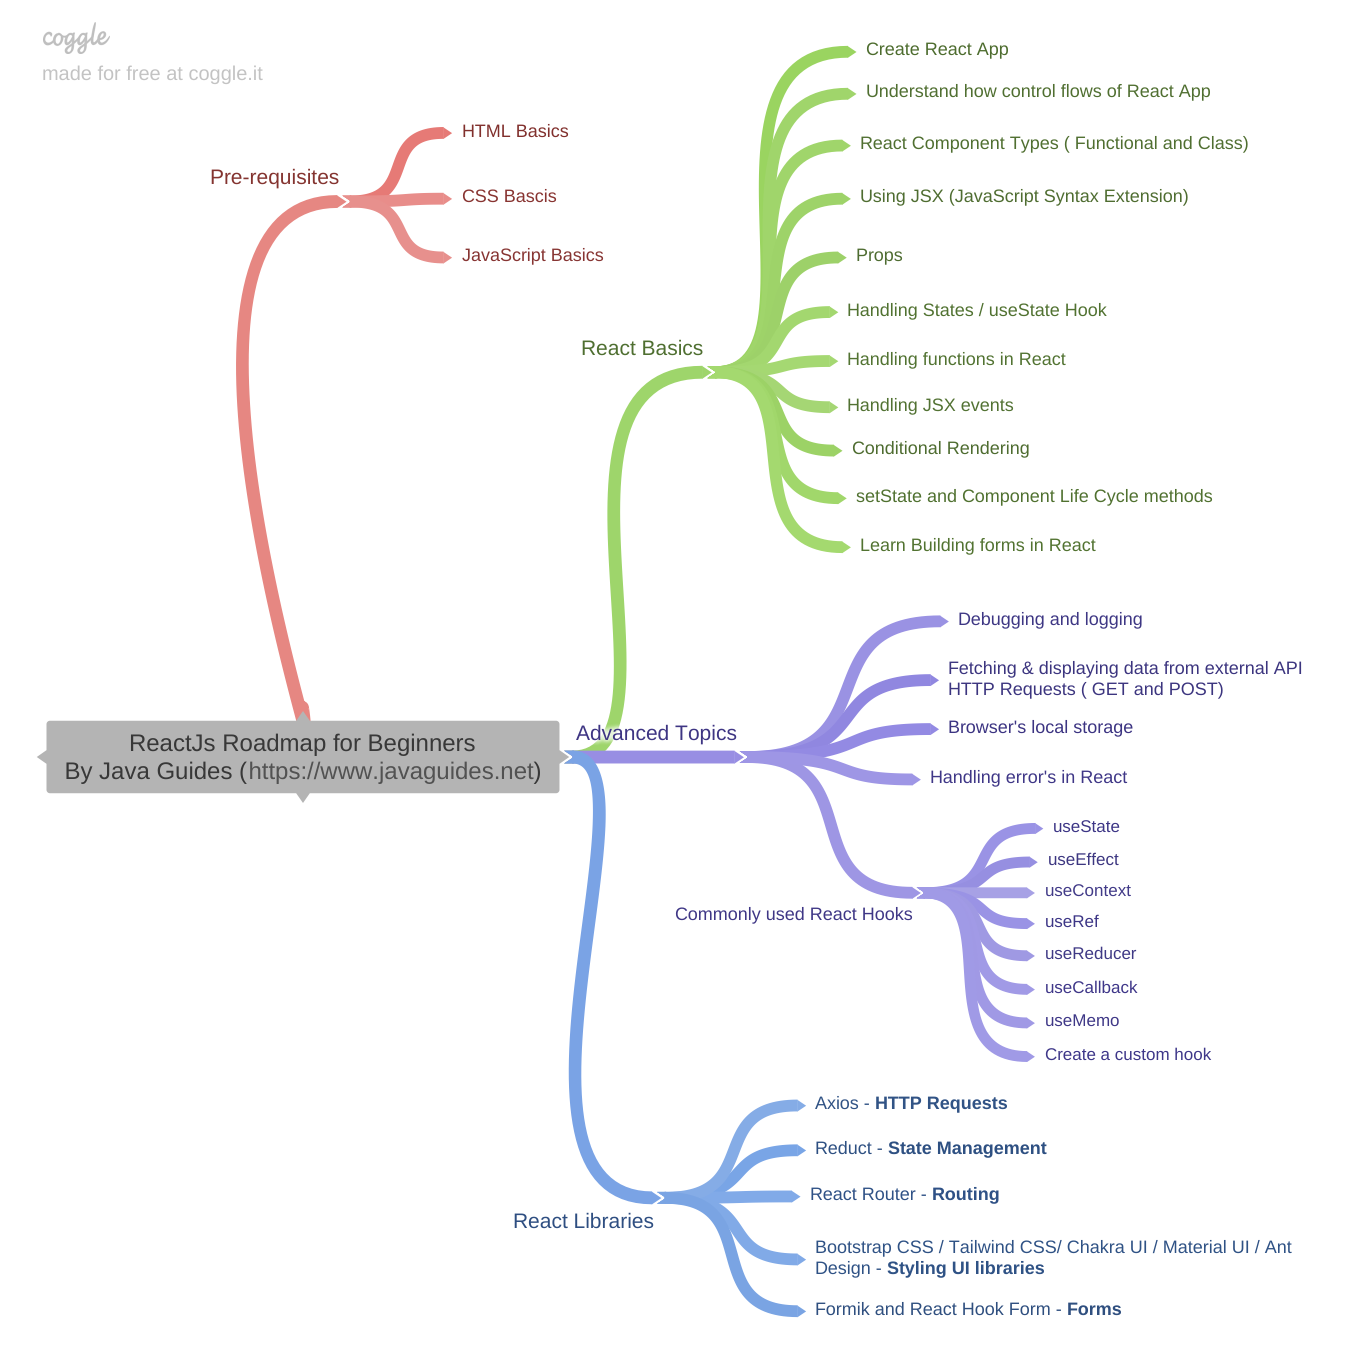 coggle
made for free at coggle.it
Pre-requisites
HTML Basics
CSS Bascis
JavaScript Basics
React Basics
Create React App
Understand how control flows of React App
React Component Types ( Functional and Class)
Using JSX (JavaScript Syntax Extension)
Props
Handling States / useState Hook
Handling functions in React
Handling JSX events
Conditional Rendering
setState and Component Life Cycle methods
Learn Building forms in React
ReactJs Roadmap for Beginners
By Java Guides (https://www.javaguides.net)
Advanced Topics
Debugging and logging
Fetching & displaying data from external API
HTTP Requests ( GET and POST)
Browser's local storage
Handling error's in React
Commonly used React Hooks
useState
useEffect
useContext
useRef
useReducer
useCallback
useMemo
Create a custom hook
React Libraries
Axios - HTTP Requests
Reduct - State Management
React Router - Routing
Bootstrap CSS / Tailwind CSS/ Chakra UI / Material UI / Ant
Design - Styling UI libraries
Formik and React Hook Form - Forms